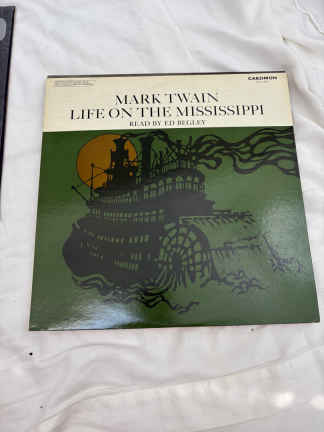 CAEDMON
MARK TWAIN
LIFE ON THE MISSISSIPPI
READ BY ED BEGLEY